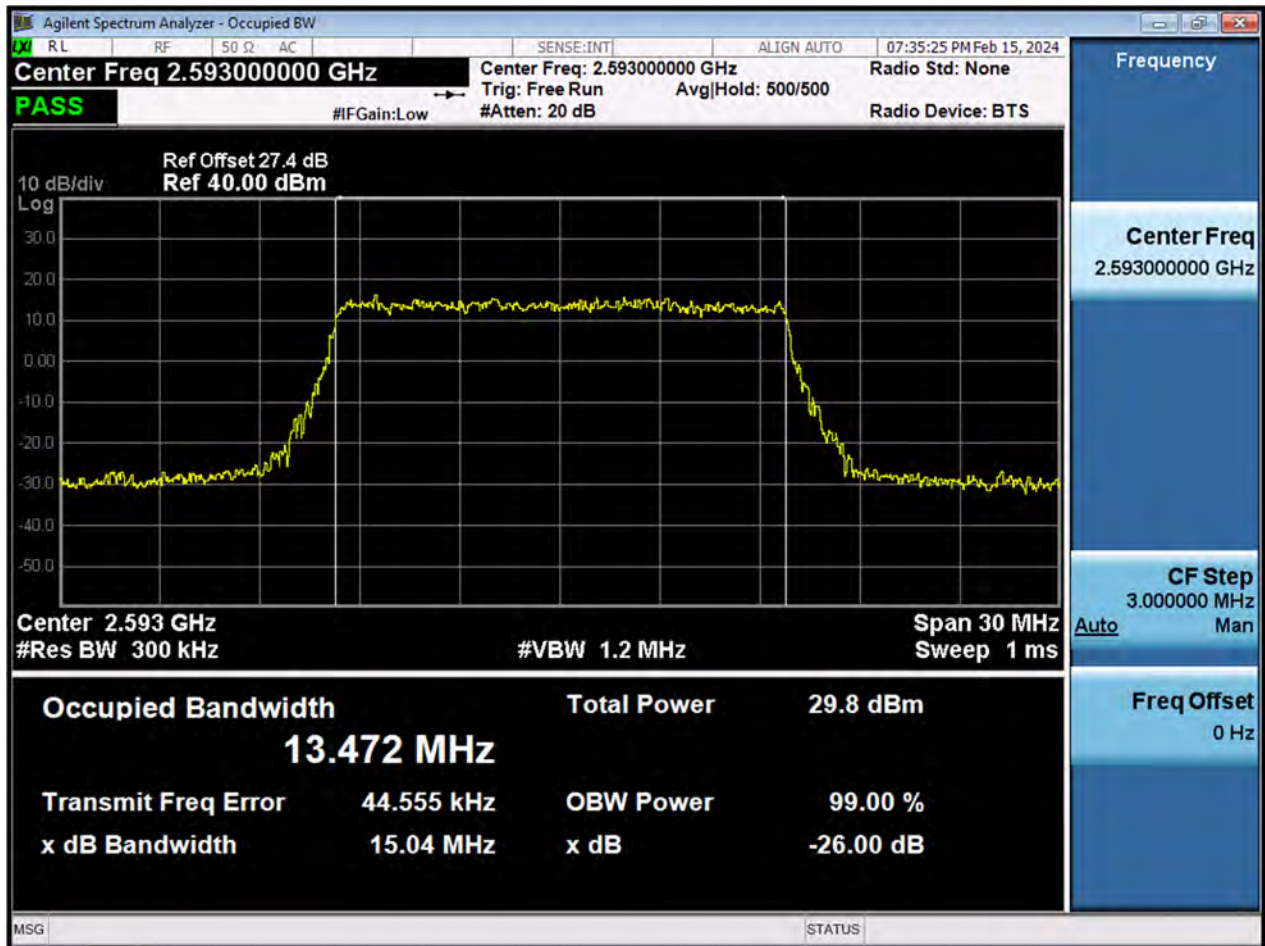 Agilent Spectrum Analyzer - Occupied BW
LXI RL RF 50 Ω AC SENSE:INT ALIGN AUTO 07:35:25 PM Feb 15, 2024
Center Freq 2.593000000 GHz
Center Freq: 2.593000000 GHz Radio Std: None
Trig: Free Run Avg|Hold: 500/500
PASS #IFGain:Low #Atten: 20 dB Radio Device: BTS
Ref Offset 27.4 dB
10 dB/div Ref 40.00 dBm
Log
30.0
20.0
10.0
0.00
-10.0
-20.0
-30.0
-40.0
-50.0
Center 2.593 GHz Span 30 MHz
#Res BW 300 kHz #VBW 1.2 MHz Sweep 1 ms
Occupied Bandwidth Total Power 29.8 dBm
13.472 MHz
Transmit Freq Error 44.555 kHz OBW Power 99.00 %
x dB Bandwidth 15.04 MHz x dB -26.00 dB
MSG STATUS
Frequency
Center Freq
2.593000000 GHz
CF Step
3.000000 MHz
Auto Man
Freq Offset
0 Hz